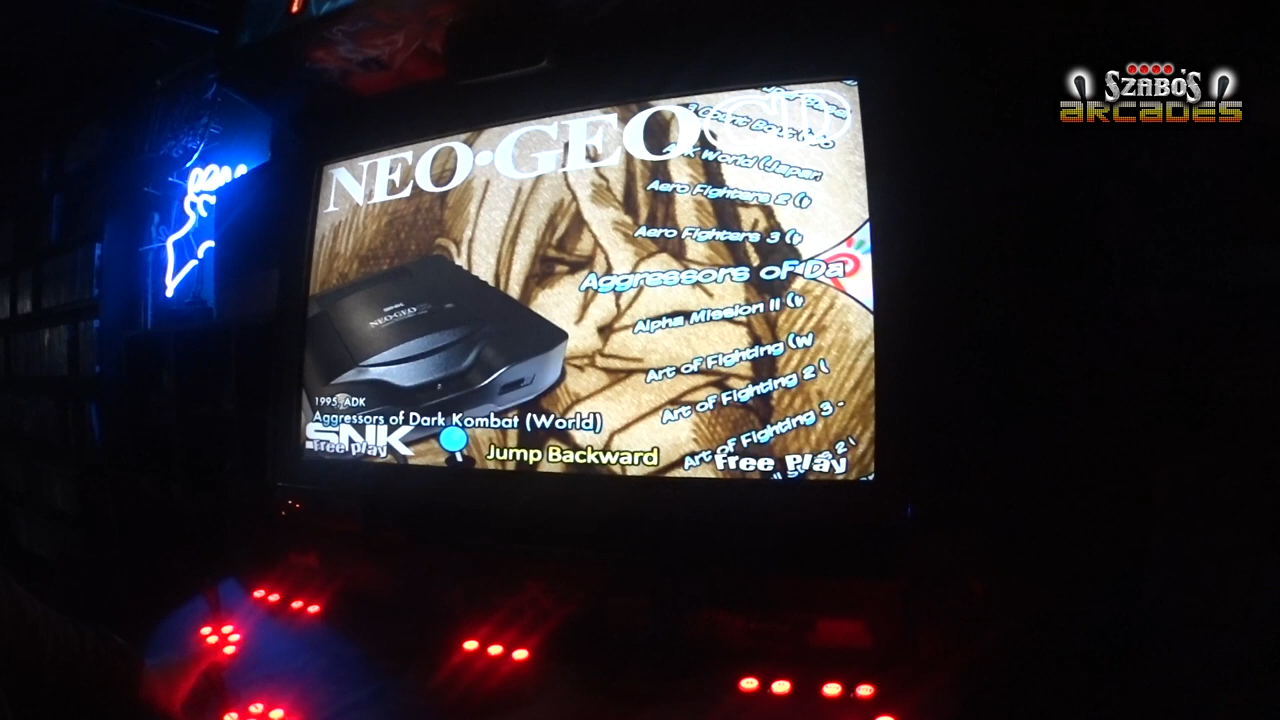 SZABO'S
ARCADES
NEO•GEO CD
World (Japan
Aero Fighters 2 (
Aero Fighters 3 (
Aggressors of Da
Alpha Mission II (
Art of Fighting (W
Art of Fighting 2 (
Art of Fighting 3 -
NEO•GEO
1995 ADK
Aggressors of Dark Kombat (World)
SNK
Free play
Jump Backward
Free Play